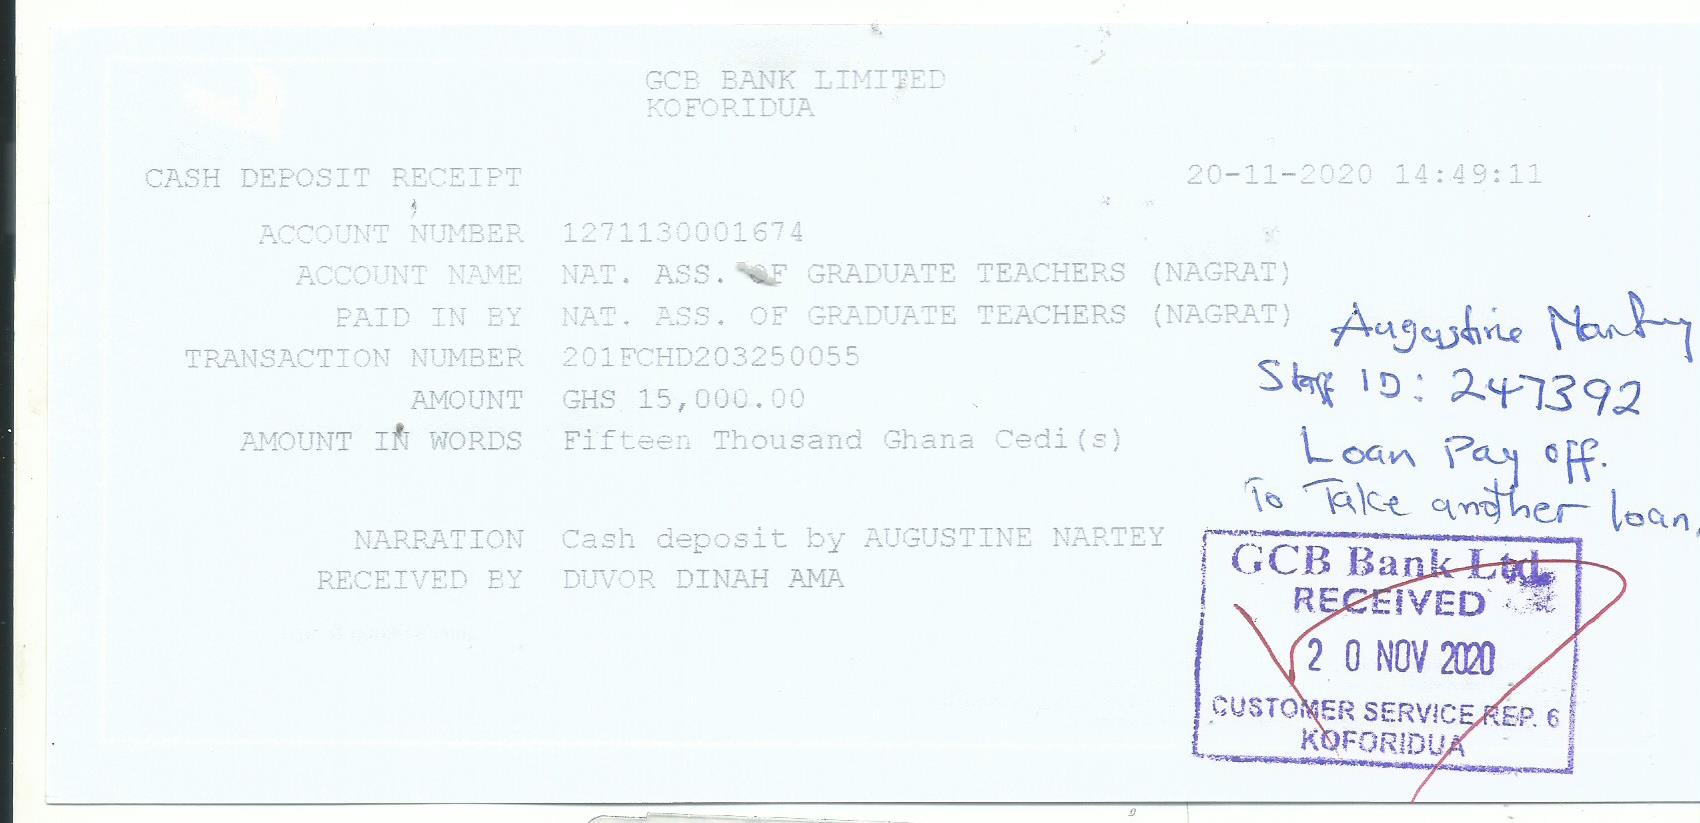 GCB BANK LIMITED
KOFORIDUA
CASH DEPOSIT RECEIPT 20-11-2020 14:49:11
ACCOUNT NUMBER 1271130001674
ACCOUNT NAME NAT. ASS. OF GRADUATE TEACHERS (NAGRAT)
PAID IN BY NAT. ASS. OF GRADUATE TEACHERS (NAGRAT)
TRANSACTION NUMBER 201FCHD203250055
AMOUNT GHS 15,000.00
AMOUNT IN WORDS Fifteen Thousand Ghana Cedi(s)
NARRATION Cash deposit by AUGUSTINE NARTEY
RECEIVED BY DUVOR DINAH AMA
Augustine Nartey
Staff ID: 247392
Loan Pay off.
To Take another loan.
GCB Bank Ltd.
RECEIVED
20 NOV 2020
CUSTOMER SERVICE REP. 6
KOFORIDUA